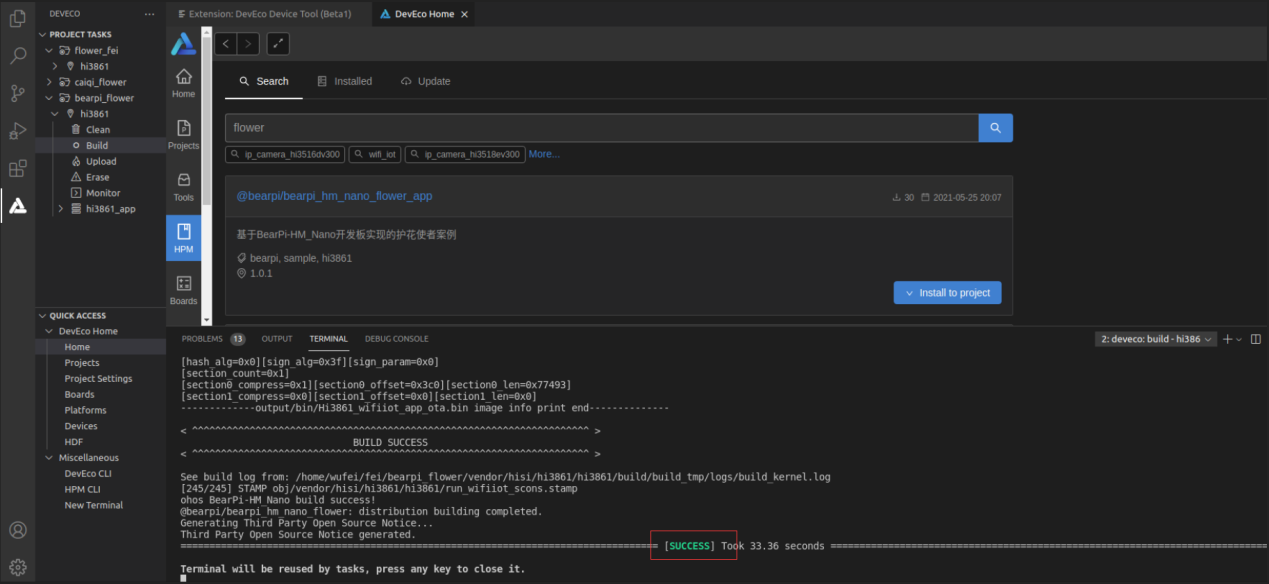 DEVECO
PROJECT TASKS
flower_fei
hi3861
caiqi_flower
bearpi_flower
hi3861
Clean
Build
Upload
Erase
Monitor
hi3861_app
QUICK ACCESS
DevEco Home
Home
Projects
Project Settings
Boards
Platforms
Devices
HDF
Miscellaneous
DevEco CLI
HPM CLI
New Terminal
Extension: DevEco Device Tool (Beta1)
DevEco Home
Home
Projects
Tools
HPM
Boards
Search Installed Update
flower
ip_camera_hi3516dv300 wifi_iot ip_camera_hi3518ev300 More...
@bearpi/bearpi_hm_nano_flower_app 30 2021-05-25 20:07
基于BearPi-HM_Nano开发板实现的护花使者案例
bearpi, sample, hi3861
1.0.1
Install to project
PROBLEMS 13 OUTPUT TERMINAL DEBUG CONSOLE 2: deveco: build - hi386
[hash_alg=0x0][sign_alg=0x3f][sign_param=0x0]
[section_count=0x1]
[section0_compress=0x1][section0_offset=0x3c0][section0_len=0x77493]
[section1_compress=0x0][section1_offset=0x0][section1_len=0x0]
-------------output/bin/Hi3861_wifiiot_app_ota.bin image info print end--------------
< ^^^^^^^^^^^^^^^^^^^^^^^^^^^^^^^^^^^^^^^^^^^^^^^^^^^^^^^^^^^^^^^^^^^^^ >
BUILD SUCCESS
< ^^^^^^^^^^^^^^^^^^^^^^^^^^^^^^^^^^^^^^^^^^^^^^^^^^^^^^^^^^^^^^^^^^^^^ >
See build log from: /home/wufei/fei/bearpi_flower/vendor/hisi/hi3861/hi3861/build/build_tmp/logs/build_kernel.log
[245/245] STAMP obj/vendor/hisi/hi3861/hi3861/run_wifiiot_scons.stamp
ohos BearPi-HM_Nano build success!
@bearpi/bearpi_hm_nano_flower: distribution building completed.
Generating Third Party Open Source Notice...
Third Party Open Source Notice generated.
[SUCCESS] Took 33.36 seconds
Terminal will be reused by tasks, press any key to close it.